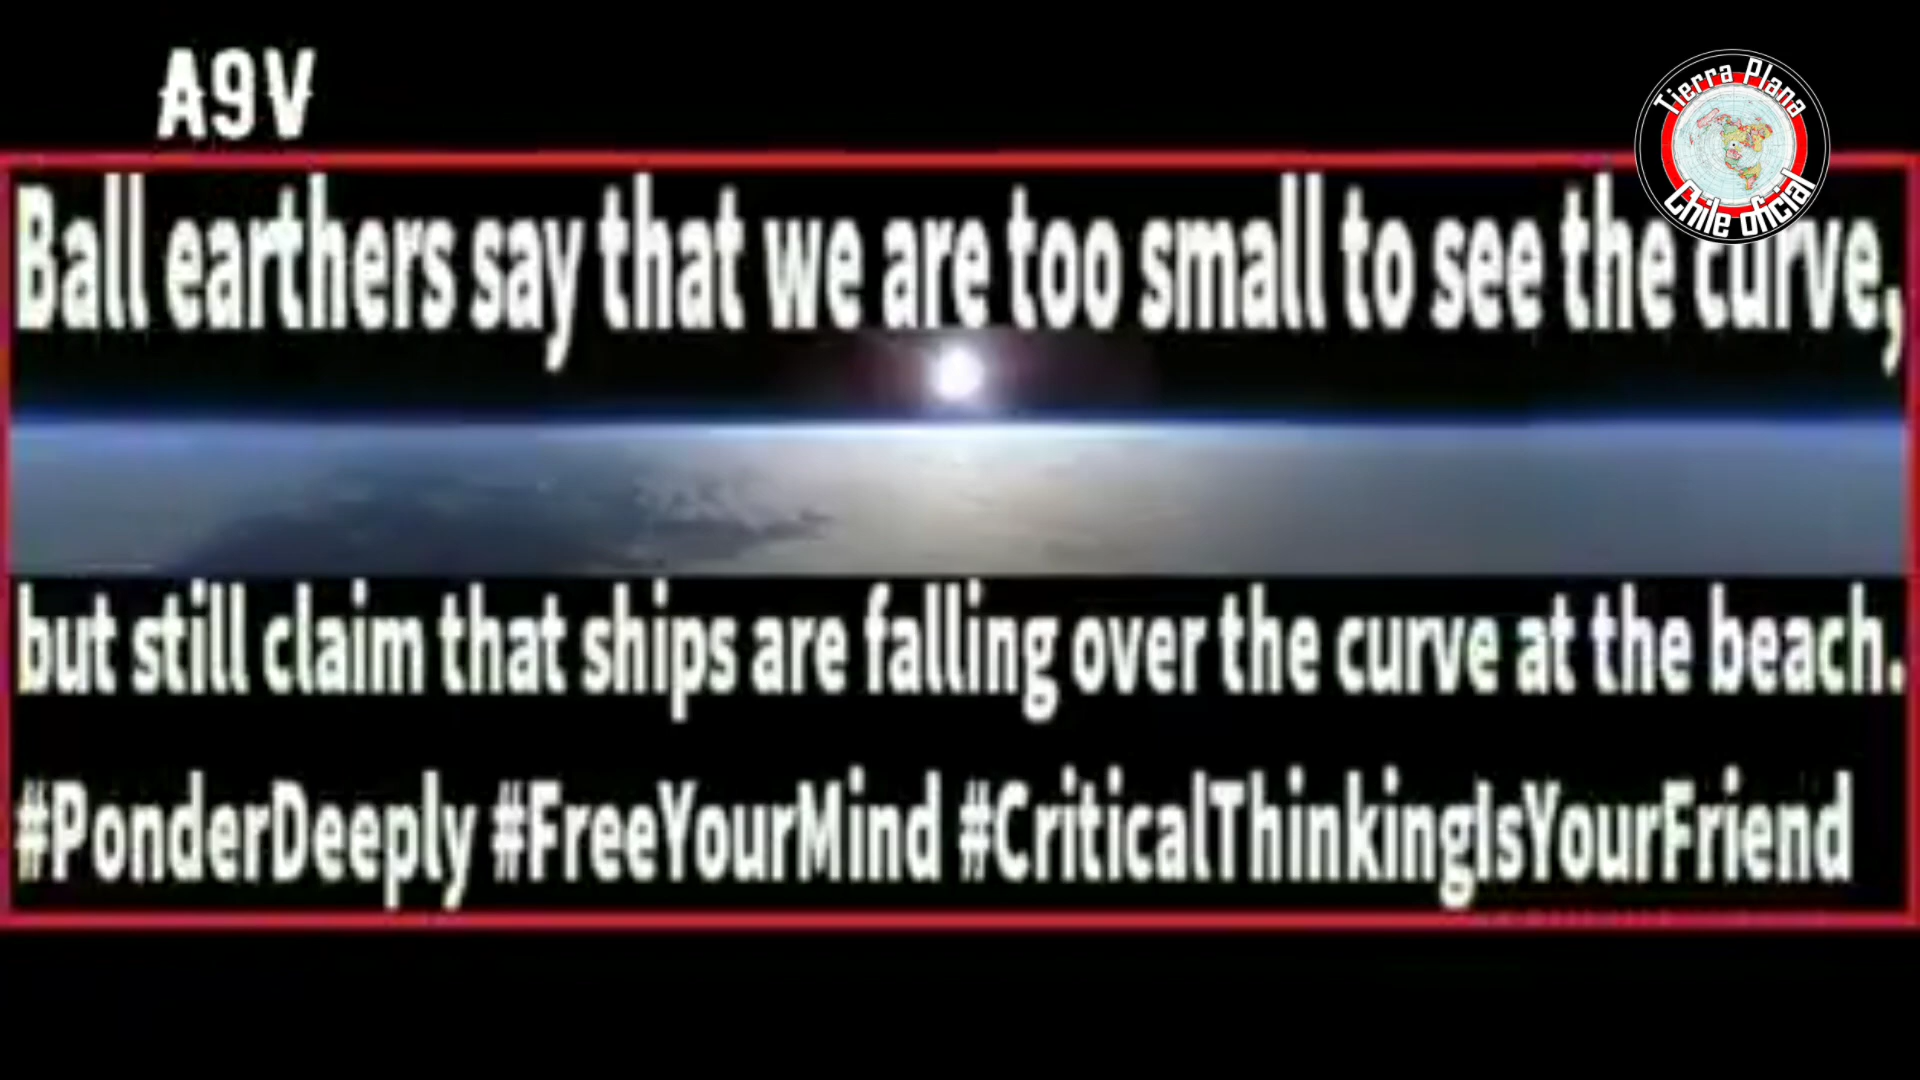 A9V
Tierra Plana
Chile oficial
Ball earthers say that we are too small to see the curve,
but still claim that ships are falling over the curve at the beach.
#PonderDeeply #FreeYourMind #CriticalThinkingIsYourFriend